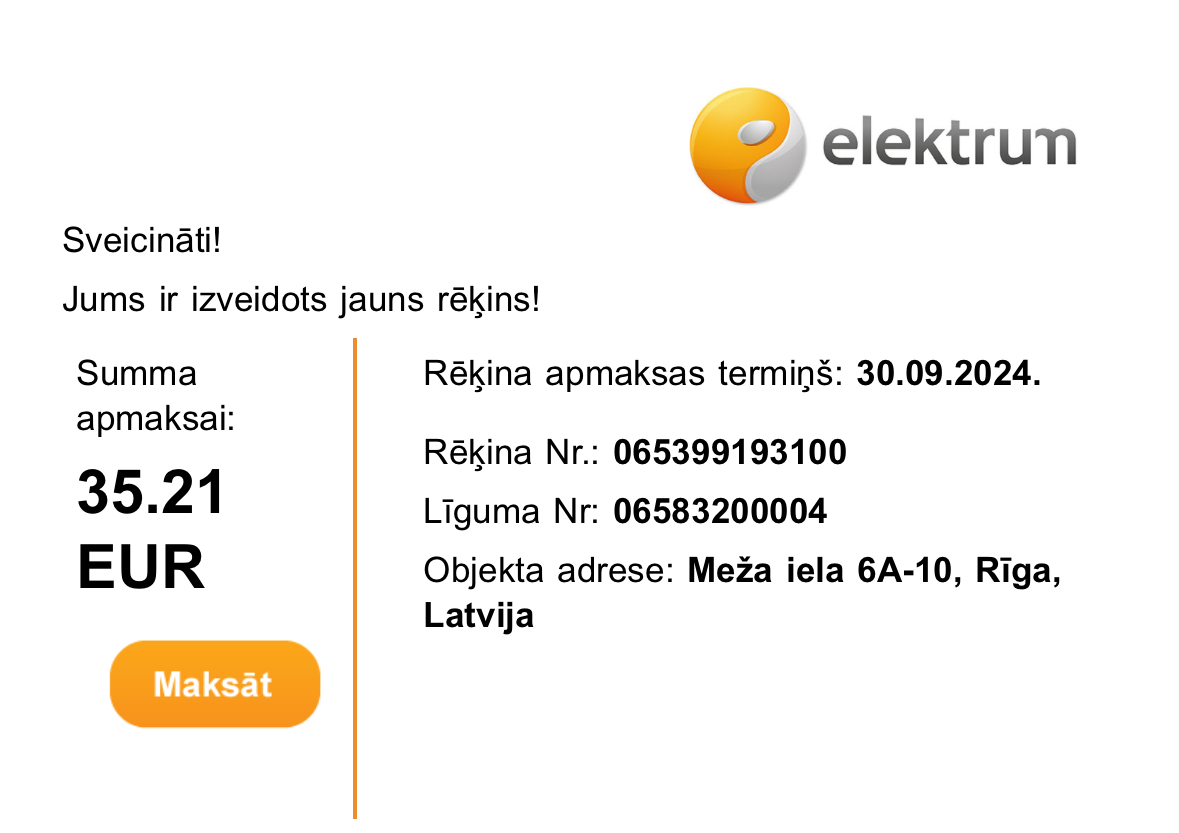 elektrum
Sveicināti!
Jums ir izveidots jauns rēķins!
Summa
apmaksai:
35.21
EUR
Maksāt
Rēķina apmaksas termiņš: 30.09.2024.
Rēķina Nr.: 065399193100
Līguma Nr: 06583200004
Objekta adrese: Meža iela 6A-10, Rīga,
Latvija